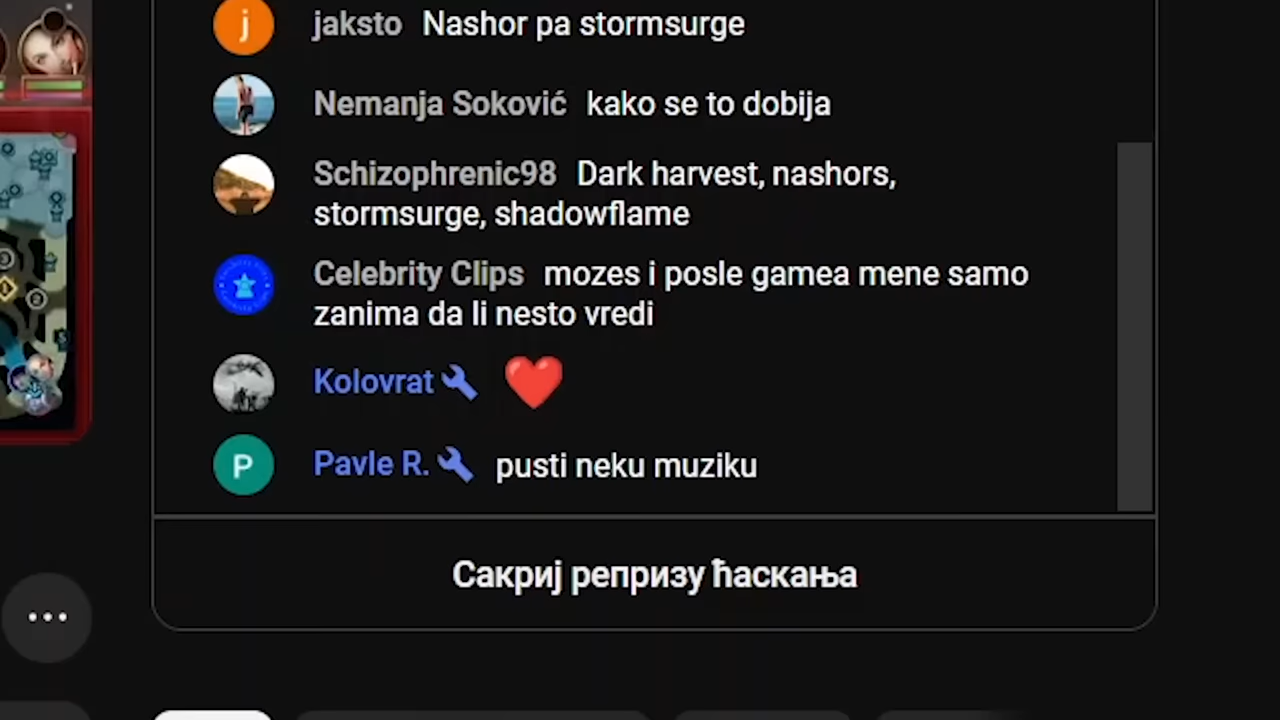 j jaksto Nashor pa stormsurge
Nemanja Soković kako se to dobija
Schizophrenic98 Dark harvest, nashors,
stormsurge, shadowflame
Celebrity Clips mozes i posle gamea mene samo
zanima da li nesto vredi
Kolovrat ❤️
P Pavle R. pusti neku muziku
Сакриј репризу ћаскања